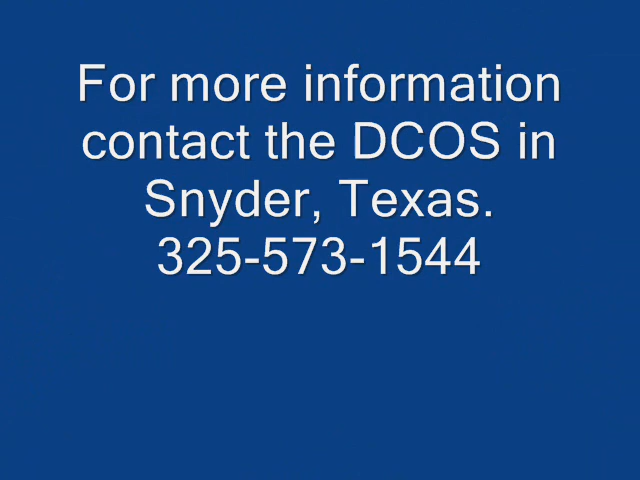 For more information
contact the DCOS in
Snyder, Texas.
325-573-1544